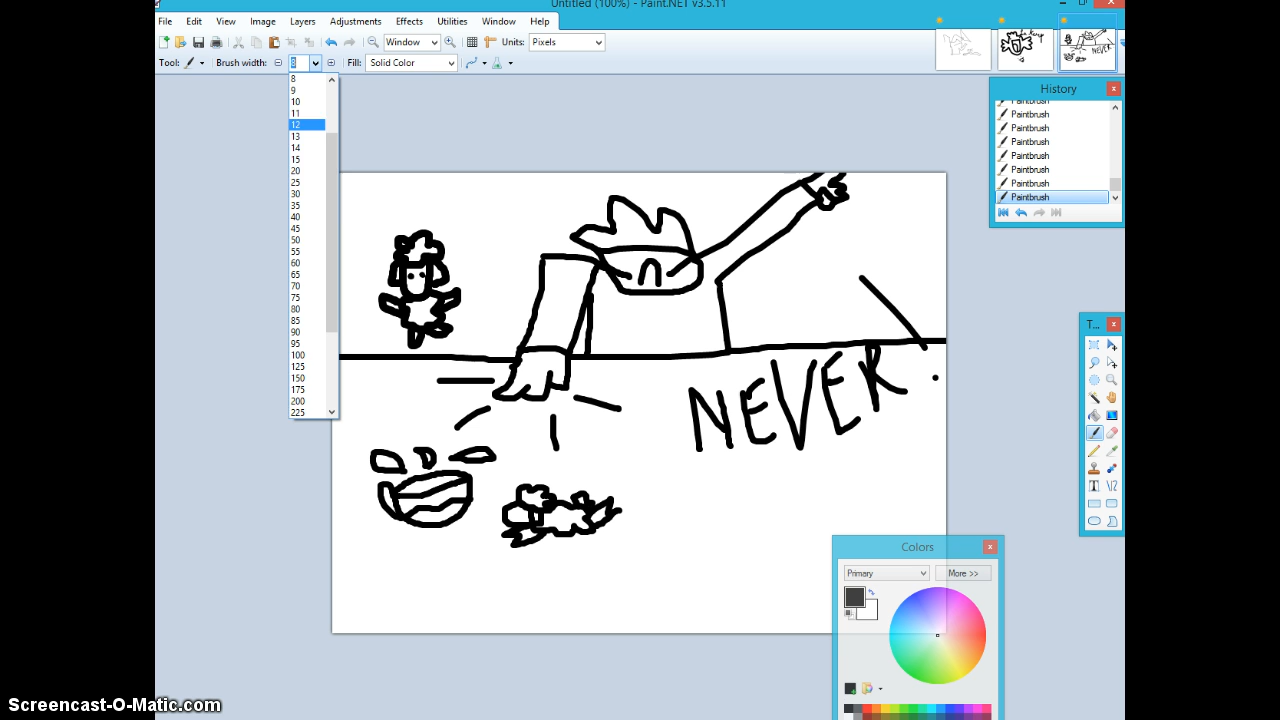 Untitled (100%) - Paint.NET v3.5.11
File Edit View Image Layers Adjustments Effects Utilities Window Help
Window Units: Pixels
Tool: Brush width: 8 Fill: Solid Color
8
9
10
11
12
13
14
15
20
25
30
35
40
45
50
55
60
65
70
75
80
85
90
95
100
125
150
175
200
225
History
Paintbrush
Paintbrush
Paintbrush
Paintbrush
Paintbrush
Paintbrush
Paintbrush
Paintbrush
NEVER.
NEVER
T...
Colors
Primary More >>
Screencast-O-Matic.com